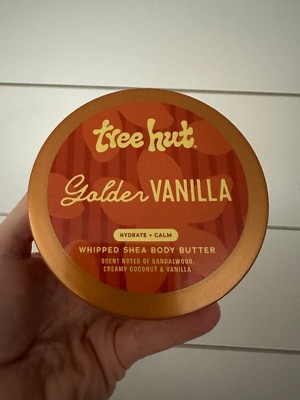 tree hut.
Golden VANILLA
HYDRATE + CALM
WHIPPED SHEA BODY BUTTER
SCENT NOTES OF SANDALWOOD,
CREAMY COCONUT & VANILLA